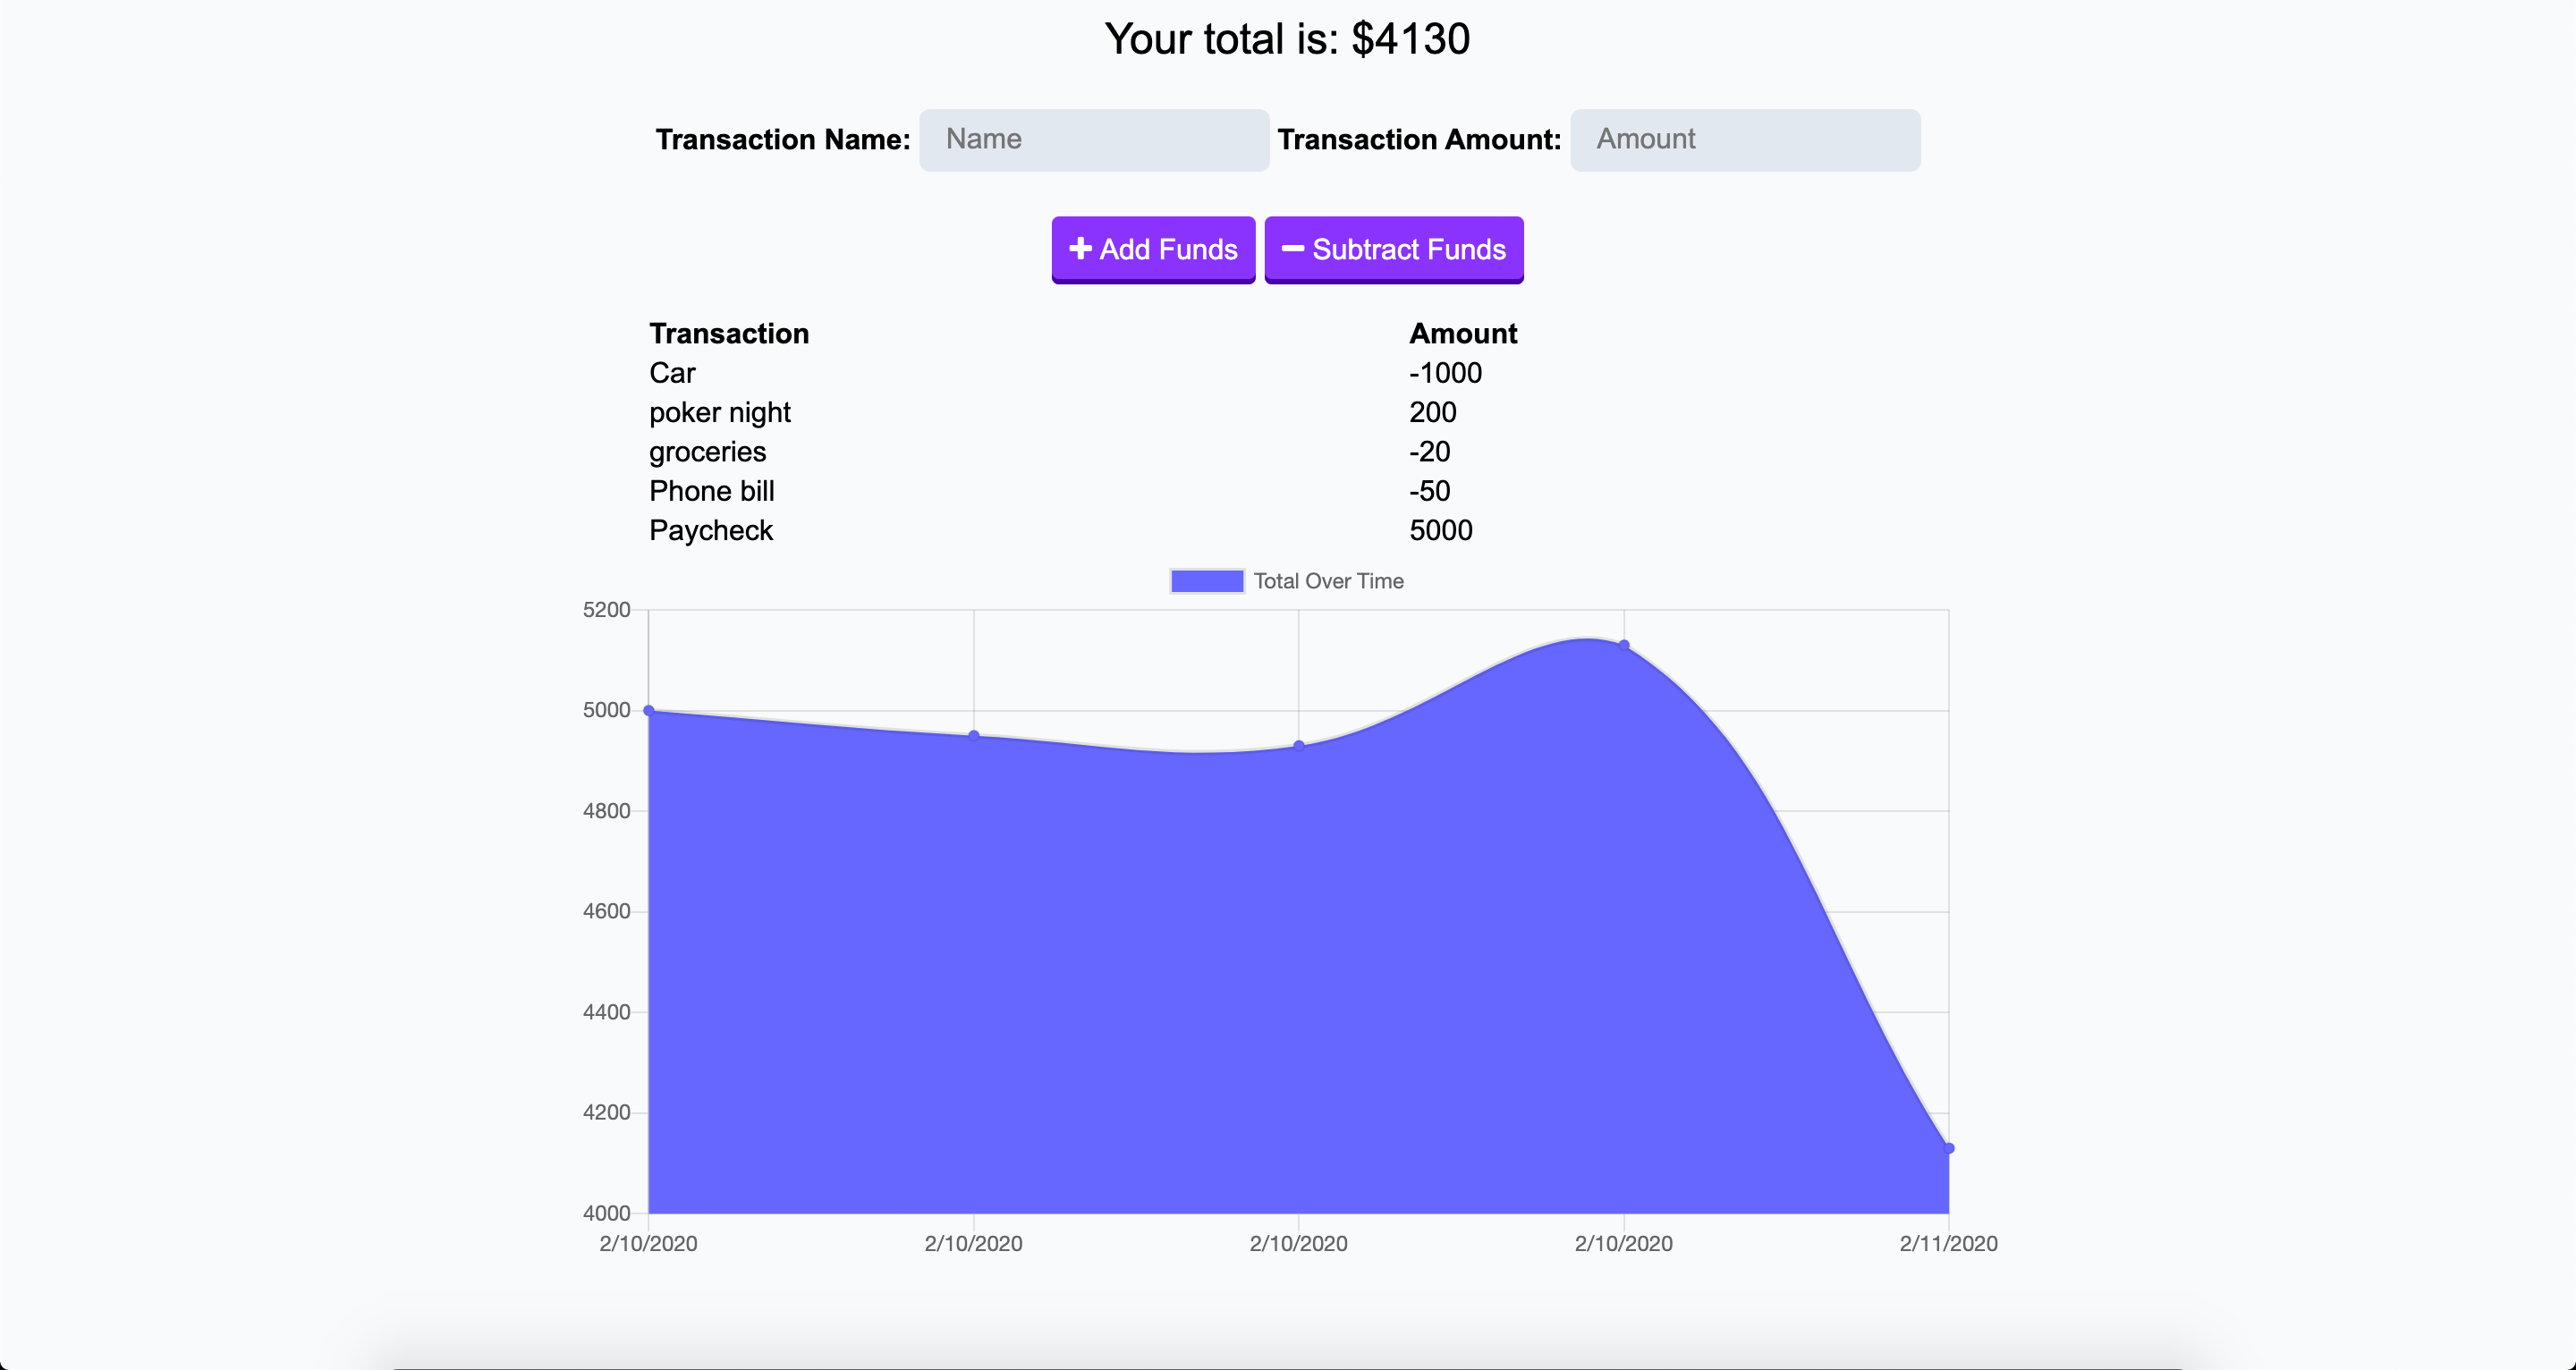 Your total is: $4130
Transaction Name: Name Transaction Amount: Amount
Add Funds Subtract Funds
Transaction Amount
Car -1000
poker night 200
groceries -20
Phone bill -50
Paycheck 5000
Total Over Time
5200
5000
4800
4600
4400
4200
4000
2/10/2020 2/10/2020 2/10/2020 2/10/2020 2/11/2020